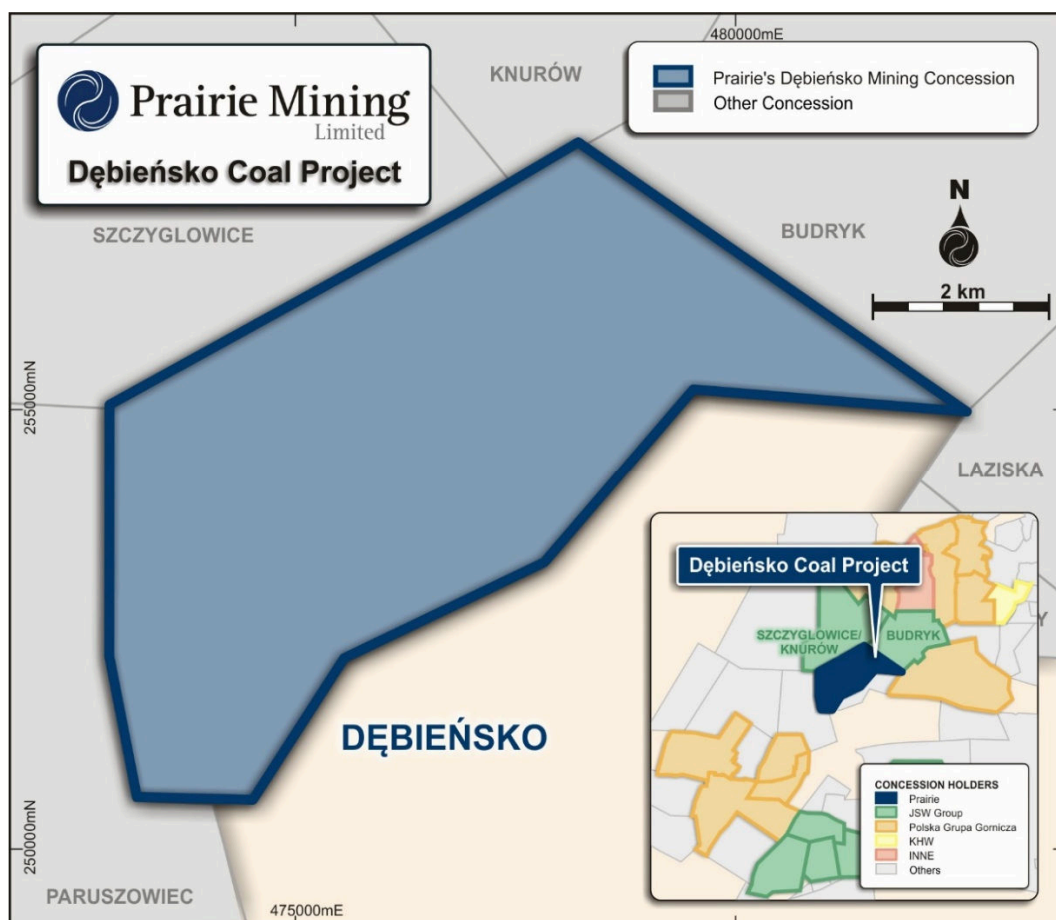 480000mE
Prairie Mining
Limited
Dębieńsko Coal Project
KNURÓW
Prairie's Dębieńsko Mining Concession
Other Concession
SZCZYGLOWICE
BUDRYK
N
2 km
255000mN
LAZISKA
Dębieńsko Coal Project
SZCZYGLOWICE/
KNURÓW
BUDRYK
Y
DĘBIEŃSKO
CONCESSION HOLDERS
Prairie
JSW Group
Polska Grupa Gornicza
KHW
INNE
Others
250000mN
PARUSZOWIEC
475000mE